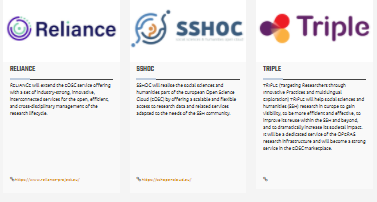 Reliance
RELIANCE
RELIANCE will extend the EOSC service offering
with a set of industry-strong, innovative,
interconnected services for the open, efficient,
and cross-disciplinary management of the
research lifecycle.
SSHOC
SSHOC
SSHOC will realise the social sciences and
humanities part of the European Open Science
Cloud (EOSC) by offering a scalable and flexible
access to research data and related services
adapted to the needs of the SSH community.
Triple
TRIPLE
TRIPLE (Targeting Researchers through
Innovative Practices and multiLingual
Exploration) TRIPLE will help social sciences and
humanities (SSH) research in Europe to gain
visibility, to be more efficient and effective, to
improve its reuse within the SSH and beyond,
and to dramatically increase its societal impact.
It will be a dedicated service of the OPERAS
research infrastructure and will become a strong
service in the EOSC marketplace.